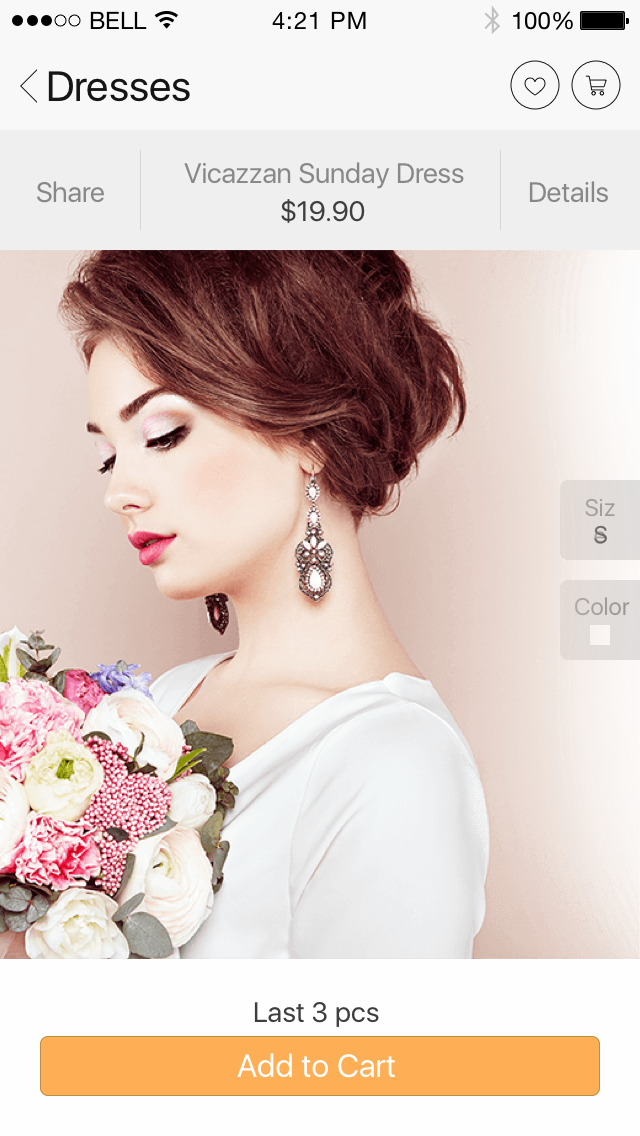 BELL 4:21 PM 100%
Dresses
Share
Vicazzan Sunday Dress
$19.90
Details
Siz
S
Color
Last 3 pcs
Add to Cart